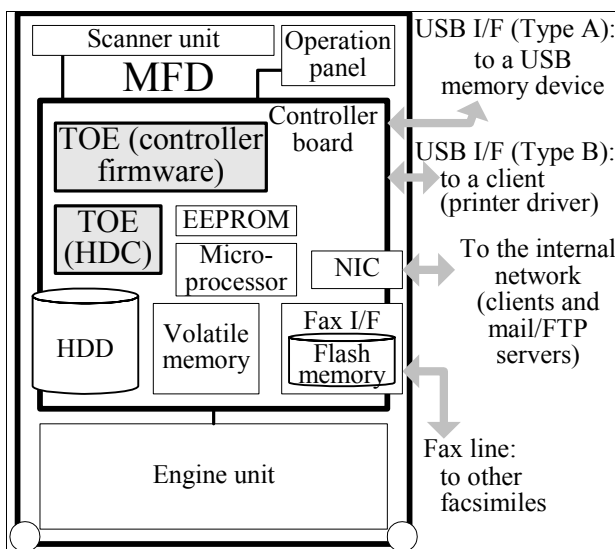 Scanner unit
Operation
panel
MFD
Controller
board
TOE (controller
firmware)
TOE
(HDC)
EEPROM
Micro-
processor
NIC
HDD
Volatile
memory
Fax I/F
Flash
memory
Engine unit
USB I/F (Type A):
to a USB
memory device
USB I/F (Type B):
to a client
(printer driver)
To the internal
network
(clients and
mail/FTP
servers)
Fax line:
to other
facsimiles